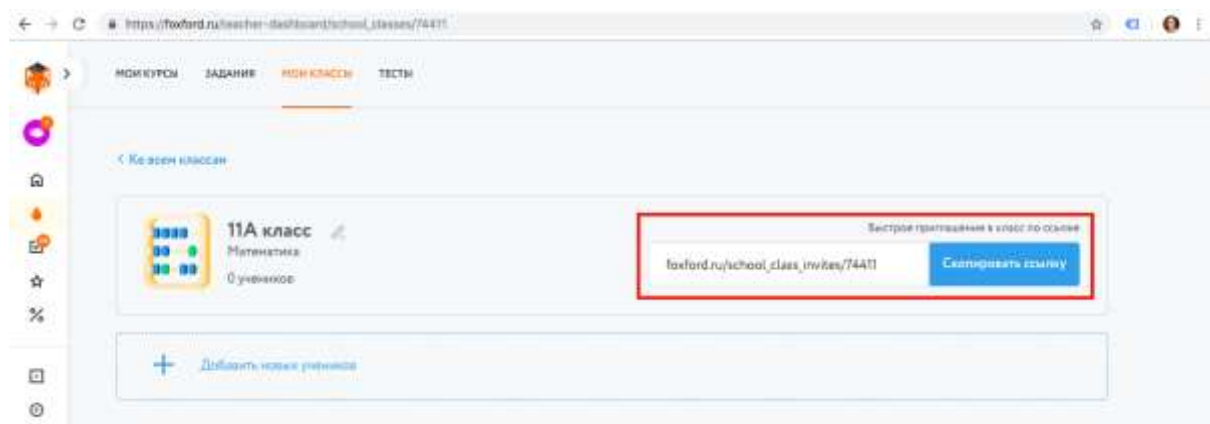 https://foxford.ru/teacher-dashboard/school_classes/74411
МОИ КУРСЫ ЗАДАНИЯ МОИ КЛАССЫ ТЕСТЫ
< Ко всем классам
11А класс
Математика
0 учеников
Быстрое приглашение в класс по ссылке
foxford.ru/school_class_invites/74411
Скопировать ссылку
+ Добавить новых учеников